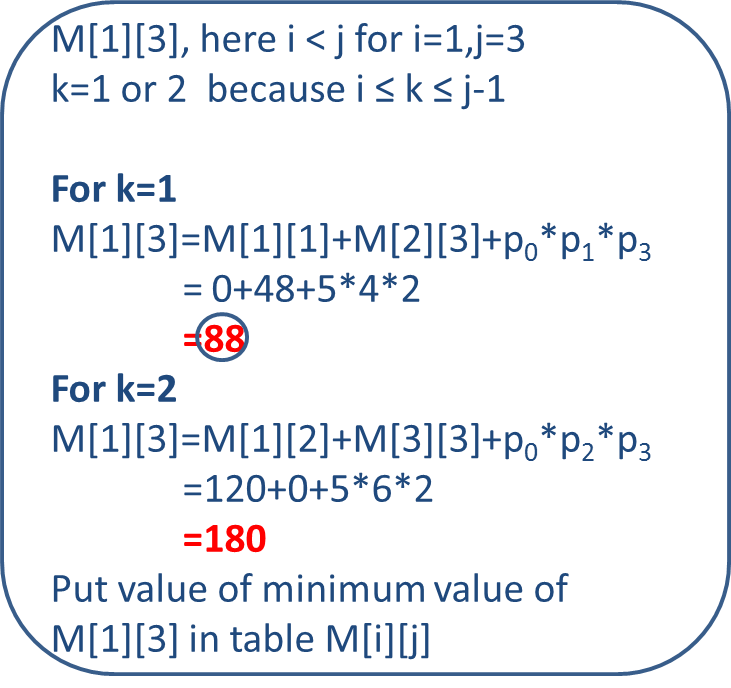 M[1][3], here i < j for i=1,j=3
k=1 or 2  because i ≤ k ≤ j-1
For k=1
M[1][3]=M[1][1]+M[2][3]+p₀*p₁*p₃
= 0+48+5*4*2
=88
For k=2
M[1][3]=M[1][2]+M[3][3]+p₀*p₂*p₃
=120+0+5*6*2
=180
Put value of minimum value of
M[1][3] in table M[i][j]